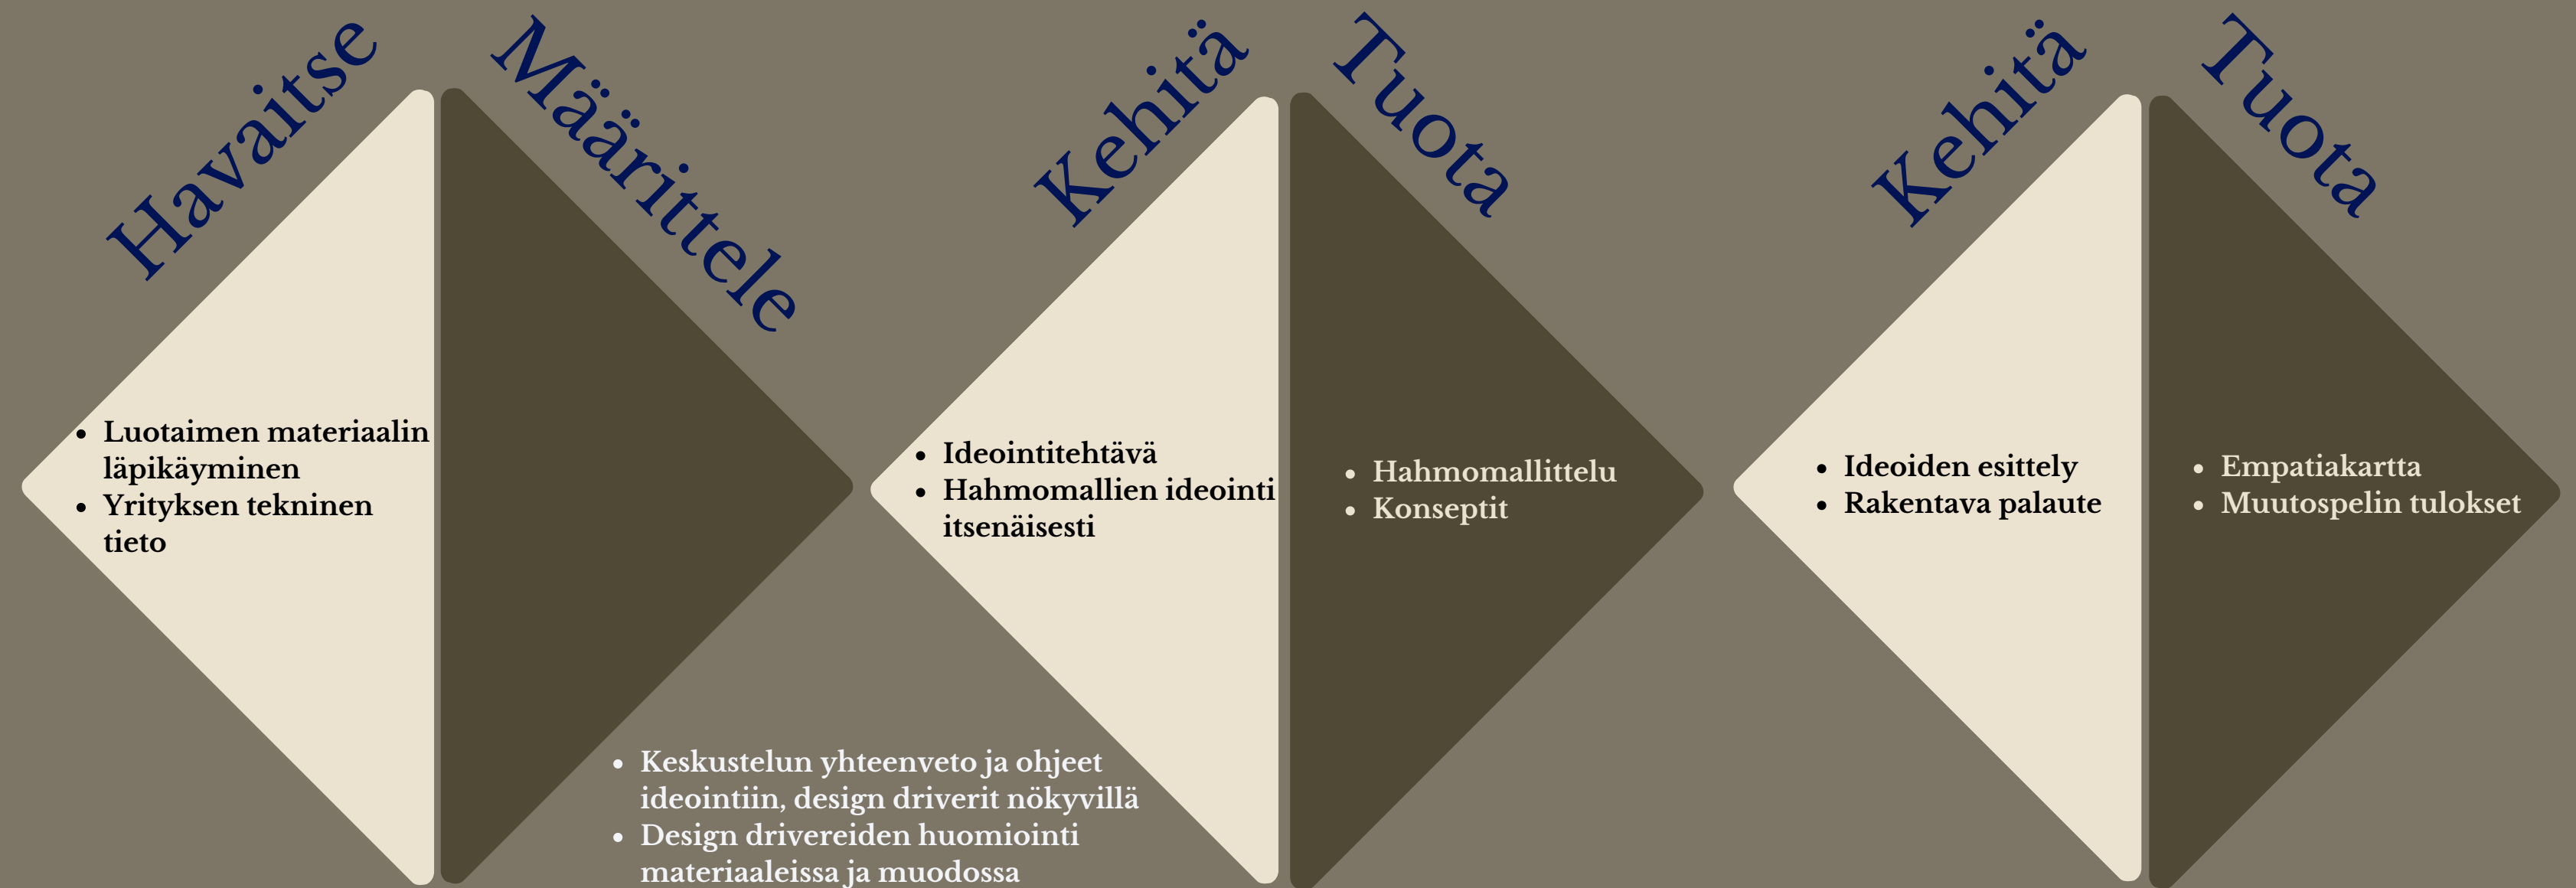 Havaitse
Määrittele
Kehitä
Tuota
Kehitä
Tuota
• Luotaimen materiaalin
läpikäyminen
• Yrityksen tekninen
tieto
• Ideointitehtävä
• Hahmomallien ideointi
itsenäisesti
• Hahmomallittelu
• Konseptit
• Ideoiden esittely
• Rakentava palaute
• Empatiakartta
• Muutospelin tulokset
• Keskustelun yhteenveto ja ohjeet
ideointiin, design driverit nökyvillä
• Design drivereiden huomiointi
materiaaleissa ja muodossa